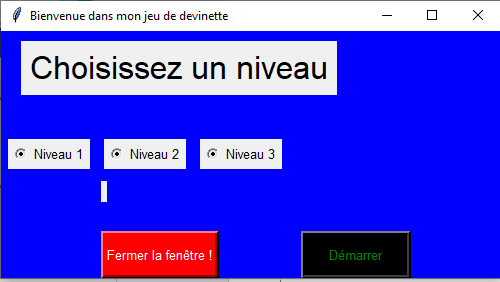 Bienvenue dans mon jeu de devinette
Choisissez un niveau
Niveau 1 Niveau 2 Niveau 3
Fermer la fenêtre ! Démarrer